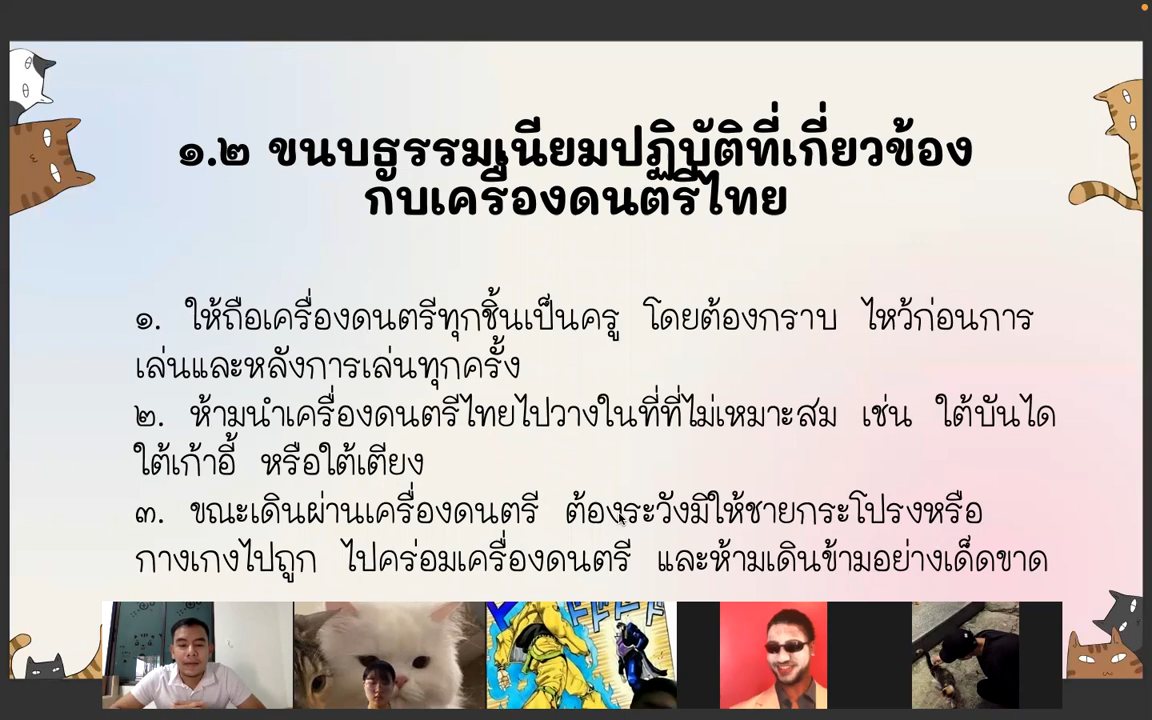 ๑.๒ ขนบธรรมเนียมปฏิบัติที่เกี่ยวข้อง
กับเครื่องดนตรีไทย
๑. ให้ถือเครื่องดนตรีทุกชิ้นเป็นครู โดยต้องกราบ ไหว้ก่อนการ
เล่นและหลังการเล่นทุกครั้ง
๒. ห้ามนำเครื่องดนตรีไทยไปวางในที่ที่ไม่เหมาะสม เช่น ใต้บันได
ใต้เก้าอี้ หรือใต้เตียง
๓. ขณะเดินผ่านเครื่องดนตรี ต้องระวังมิให้ชายกระโปรงหรือ
กางเกงไปถูก ไปคร่อมเครื่องดนตรี และห้ามเดินข้ามอย่างเด็ดขาด